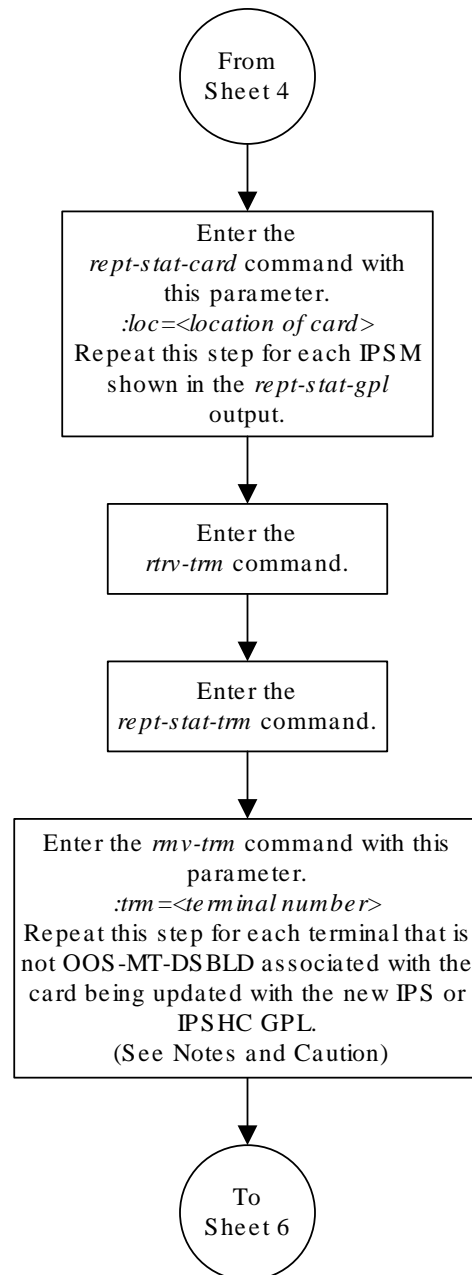 From
Sheet 4
Enter the
rept-stat-card command with
this parameter.
:loc=<location of card>
Repeat this step for each IPSM
shown in the rept-stat-gpl
output.
Enter the
rtrv-trm command.
Enter the
rept-stat-trm command.
Enter the rmv-trm command with this
parameter.
:trm=<terminal number>
Repeat this step for each terminal that is
not OOS-MT-DSBLD associated with the
card being updated with the new IPS or
IPSHC GPL.
(See Notes and Caution)
To
Sheet 6